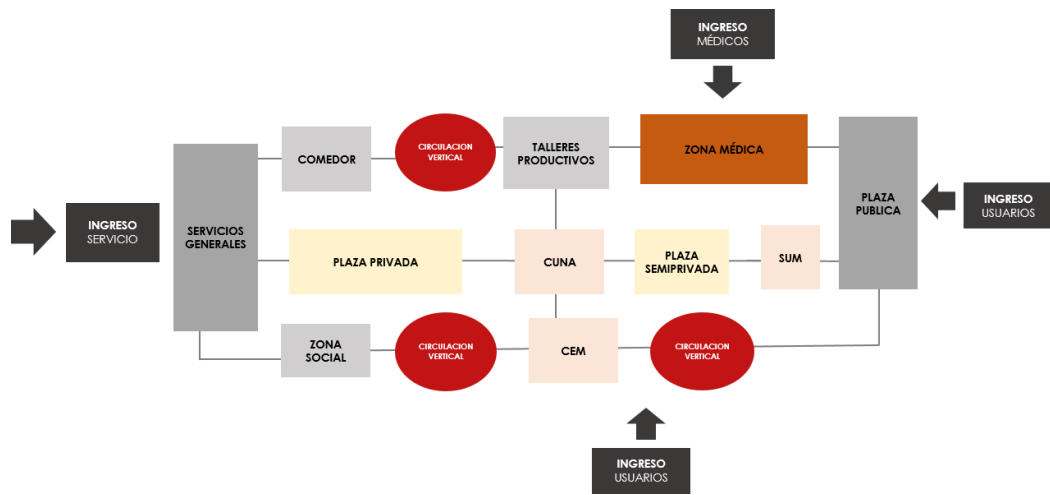 INGRESO
MÉDICOS
COMEDOR
CIRCULACION
VERTICAL
TALLERES
PRODUCTIVOS
ZONA MÉDICA
PLAZA
PUBLICA
INGRESO
USUARIOS
INGRESO
SERVICIO
SERVICIOS
GENERALES
PLAZA PRIVADA
CUNA
PLAZA
SEMIPRIVADA
SUM
ZONA
SOCIAL
CIRCULACION
VERTICAL
CEM
CIRCULACION
VERTICAL
INGRESO
USUARIOS